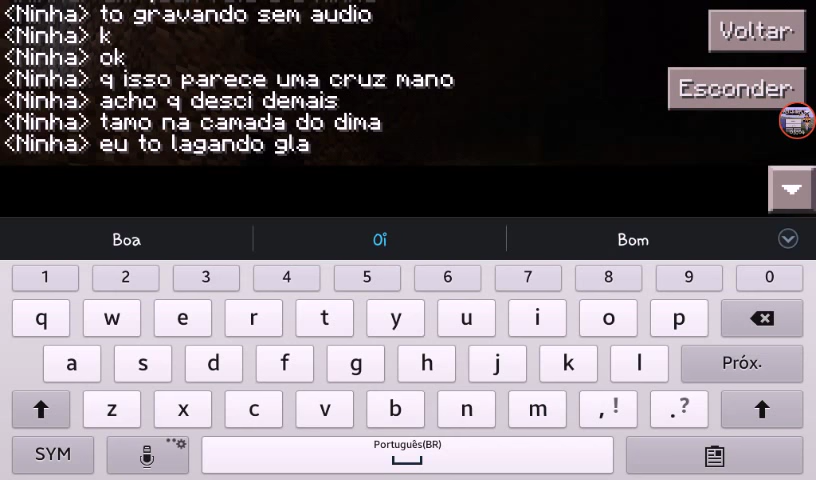 <Ninha> to gravando sem audio
<Ninha> k
<Ninha> ok
<Ninha> q isso parece uma cruz mano
<Ninha> acho q desci demais
<Ninha> tamo na camada do dima
<Ninha> eu to lagando gla
Voltar
Esconder
Boa Oi Bom
1 2 3 4 5 6 7 8 9 0
q w e r t y u i o p
a s d f g h j k l Próx.
z x c v b n m , ! . ?
SYM Português(BR)